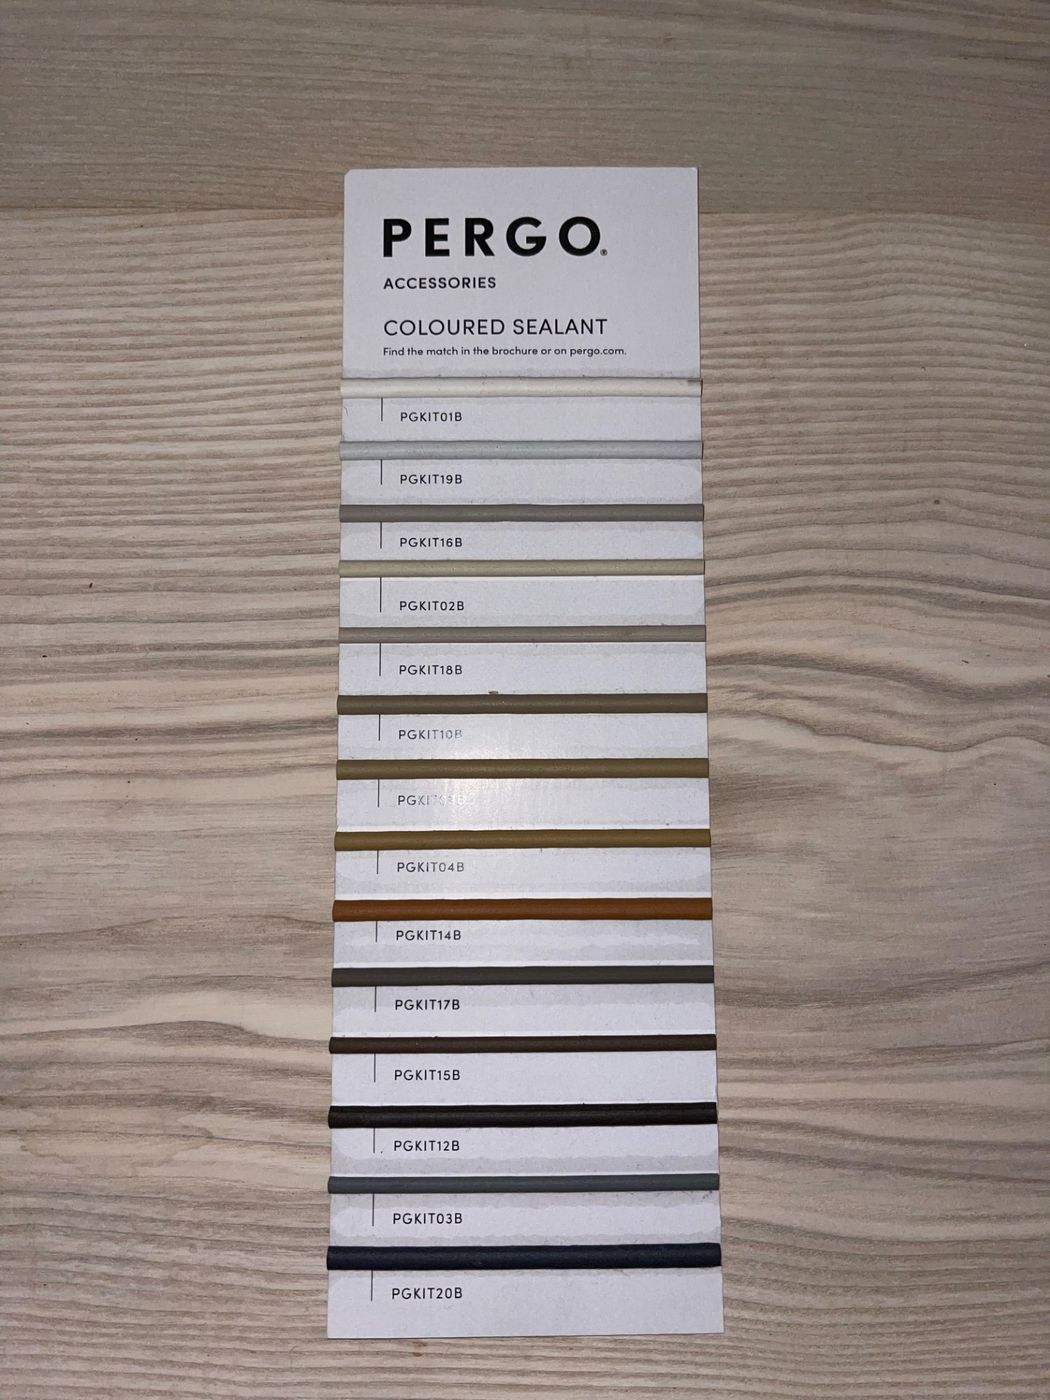 PERGO®
ACCESSORIES
COLOURED SEALANT
Find the match in the brochure or on pergo.com.
PGKIT01B
PGKIT19B
PGKIT16B
PGKIT02B
PGKIT18B
PGKIT10B
PGKIT04B
PGKIT14B
PGKIT17B
PGKIT15B
PGKIT12B
PGKIT03B
PGKIT20B